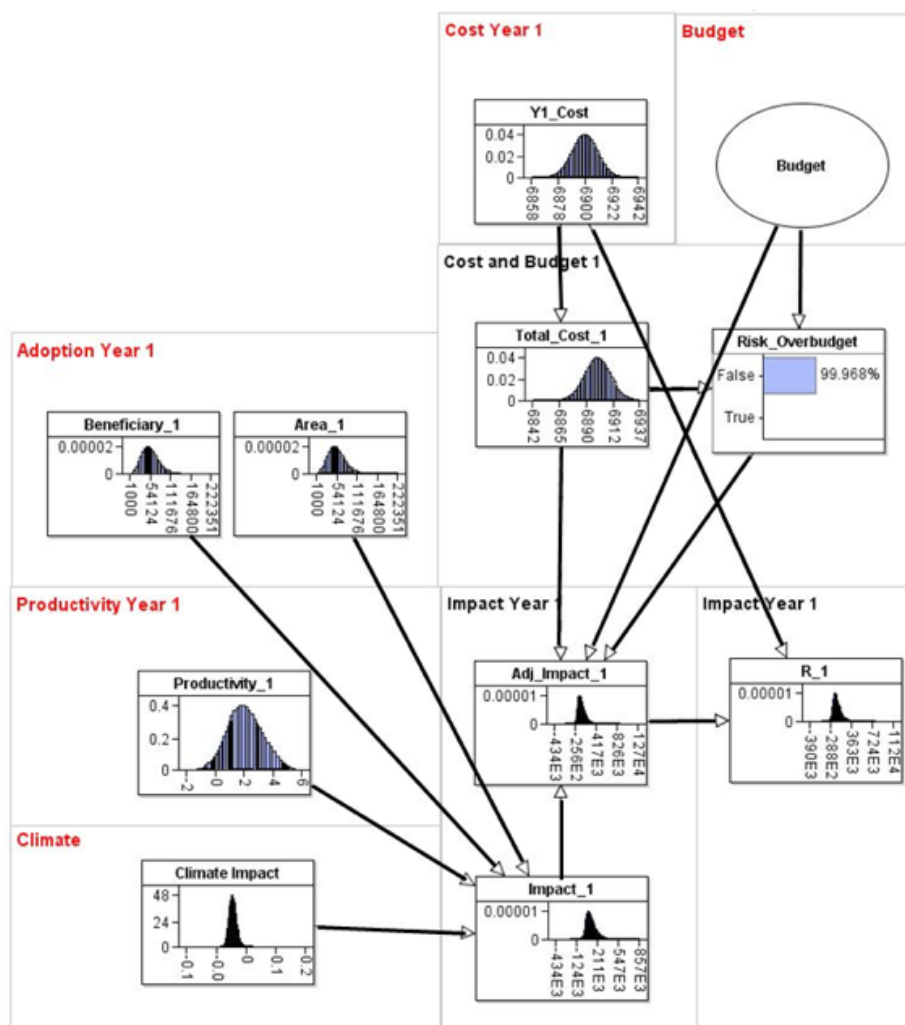 Cost Year 1
Budget
Y1_Cost
0.04
0.02
0
6858
6878
6900
6922
6942
Budget
Cost and Budget 1
Total_Cost_1
0.04
0.02
0
6842
6865
6890
6912
6937
Risk_Overbudget
False
99.968%
True
Adoption Year 1
Beneficiary_1
0.00002
0
1000
54124
111676
164800
222351
Area_1
0.00002
0
1000
54124
111676
164800
222351
Productivity Year 1
Productivity_1
0.4
0.2
0
-2
0
2
4
6
Impact Year 1
Adj_Impact_1
0.00001
0
-434E3
-256E2
-417E3
-826E3
-127E4
Impact Year 1
R_1
0.00001
0
-390E3
-288E2
363E3
-724E3
-112E4
Climate
Climate Impact
48
24
0
-0.1
-0.0
-0
0.1
0.2
Impact_1
0.00001
0
-434E3
-124E3
-211E3
-547E3
-857E3